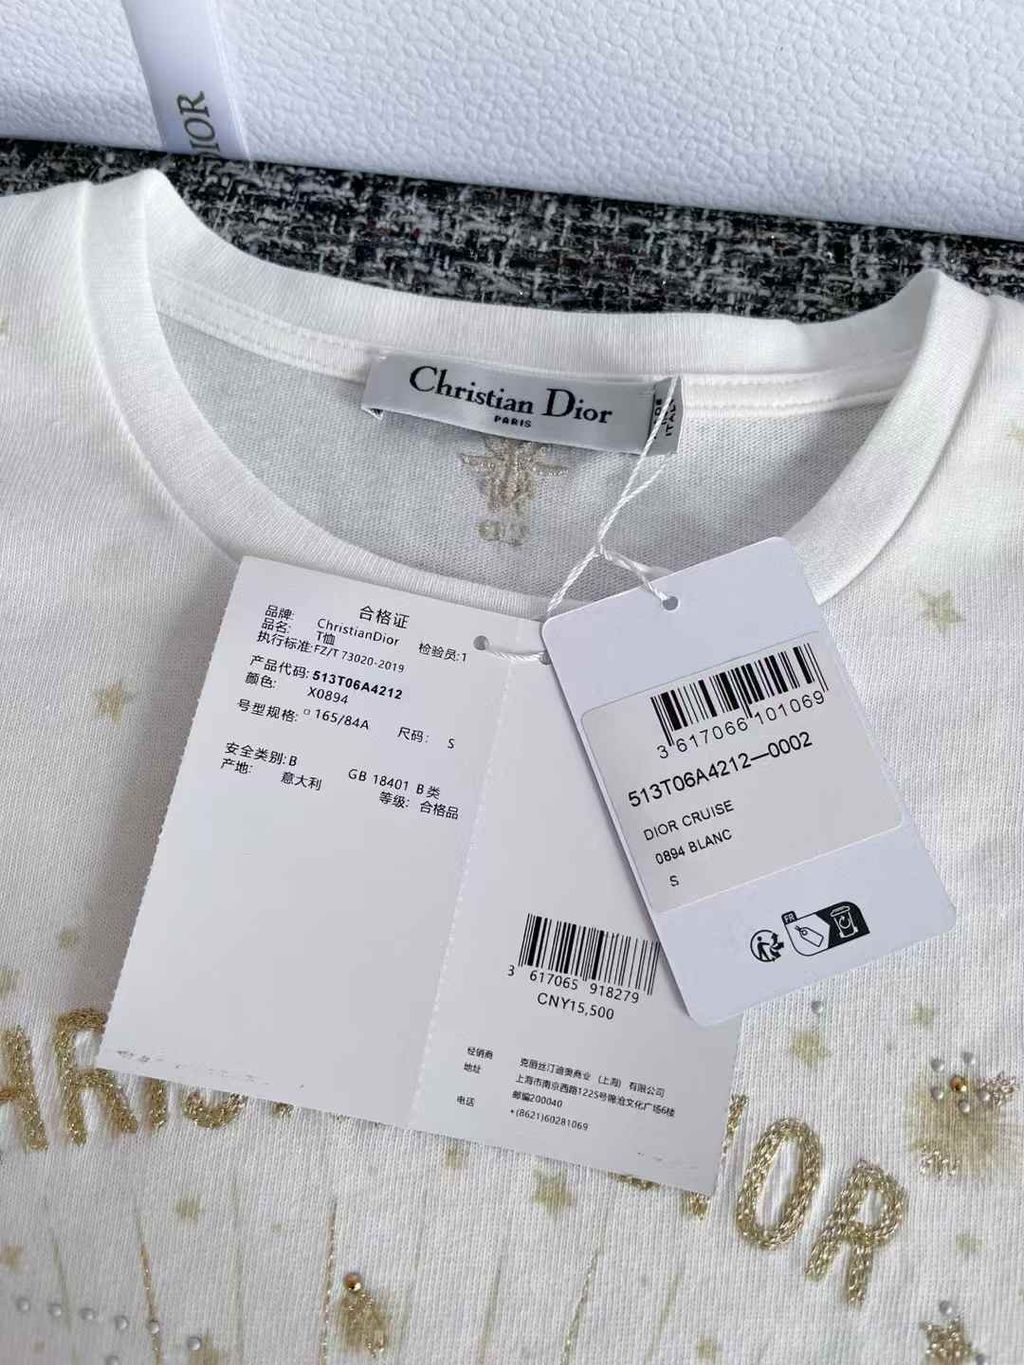 DIOR
Christian Dior
PARIS
合格证
品牌: ChristianDior
品名: T恤
检验员:1
执行标准:FZ/T 73020-2019
产品代码: 513T06A4212
颜色: X0894
号型规格: 165/84A 尺码: S
安全类别:B GB 18401 B类
产地: 意大利 等级: 合格品
3 617066 101069
513T06A4212—0002
DIOR CRUISE
0894 BLANC
S
FR
3 617065 918279
CNY15,500
经销商 克丽丝汀迪奥商业 (上海) 有限公司
地址 上海市南京西路1225号锦沧文化广场6楼
邮编200040
电话 +(8621)60281069
HRIS
IOR